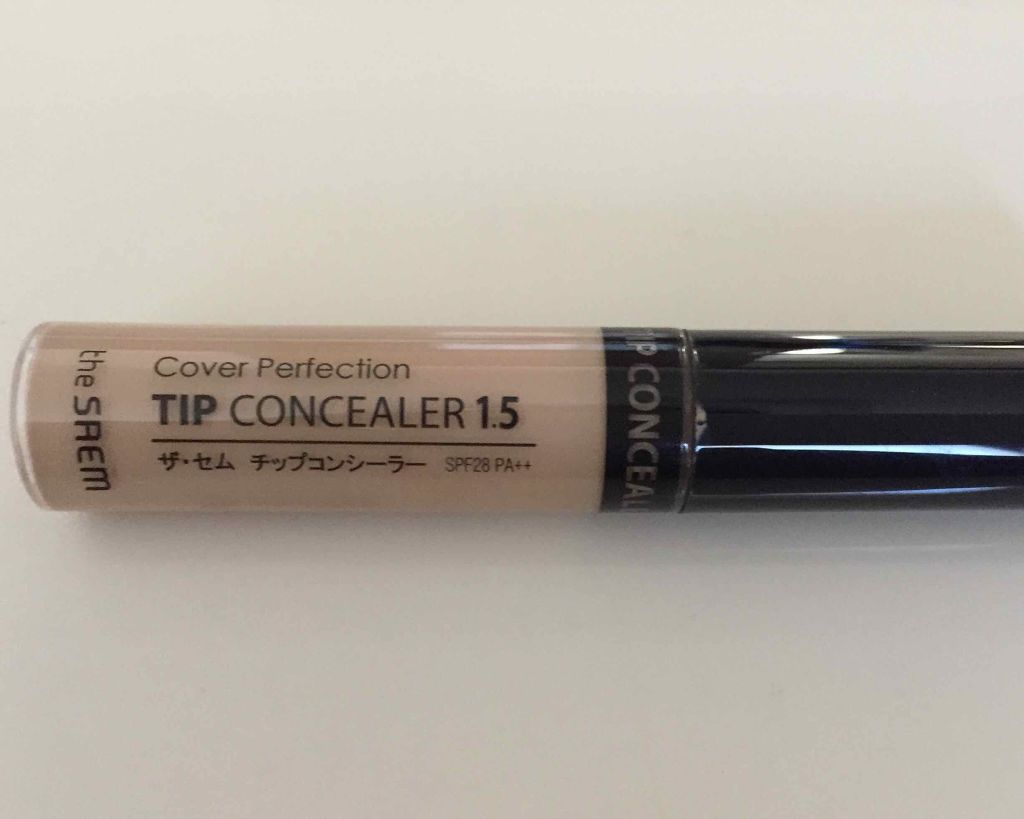 the SAEM
Cover Perfection
TIP CONCEALER 1.5
ザ・セム チップコンシーラー SPF28 PA++
IP CONCEAL